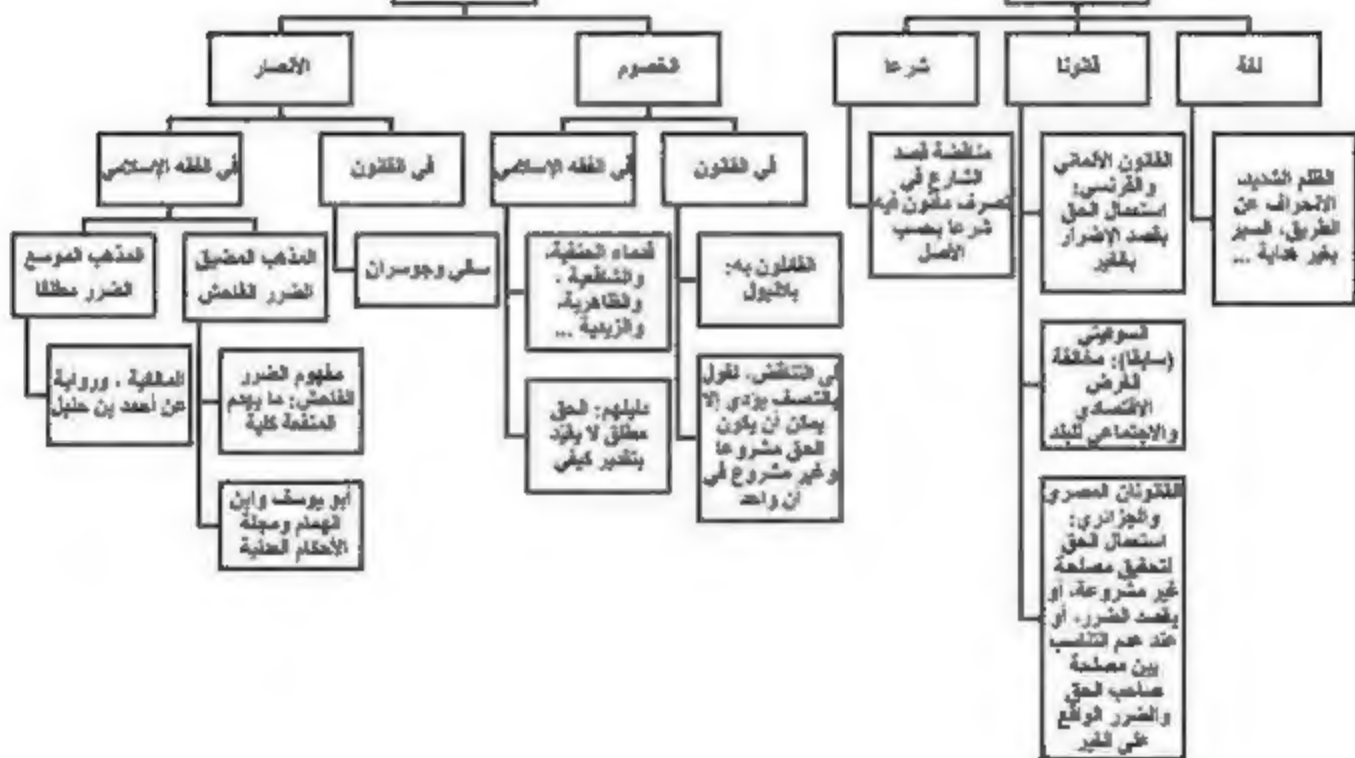 لغة
الظلم الشديد،
الانحراف عن
الطريق، السير
بغير هداية ...
قانونا
القانون الألماني
والفرنسي:
استعمال الحق
بقصد الإضرار
بالغير
السوفيتي
(سابقا): مخالفة
الغرض
الاقتصادي
والاجتماعي للبلد
القانونان المصري
والجزائري:
استعمال الحق
لتحقيق مصلحة
غير مشروعة، أو
بقصد الضرر، أو
عند عدم التناسب
بين مصلحة
صاحب الحق
والضرر الواقع
على الغير
شرعا
مناقضة قصد
الشارع في
تصرف مأذون فيه
شرعا بحسب
الأصل
الخصوم
في القانون
القائلون به:
بلانيول
في التناقض، القول
بالتعسف يؤدي إلا
يمكن أن يكون
الحق مشروعا
وغير مشروع في
آن واحد
في الفقه الإسلامي
قدماء الحنفية،
والشافعية،
والظاهرية،
والزيدية ...
دليلهم: الحق
مطلق لا يقيد
بتقدير كيفي
الأنصار
في القانون
سالي وجوسران
في الفقه الإسلامي
المذهب المضيق
الضرر الفاحش
مفهوم الضرر
الفاحش: ما يهدم
المنفعة كلية
أبو يوسف وابن
الهمام ومجلة
الأحكام العدلية
المذهب الموسع
الضرر مطلقا
المالكية، ورواية
عن أحمد بن حنبل